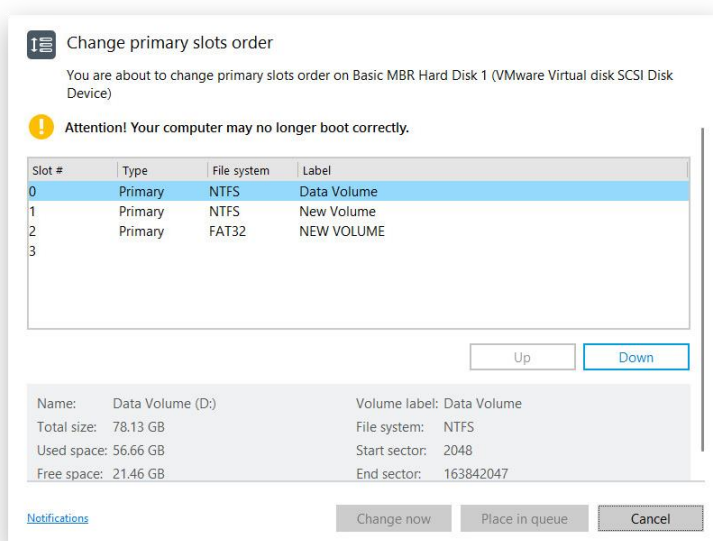 Change primary slots order
You are about to change primary slots order on Basic MBR Hard Disk 1 (VMware Virtual disk SCSI Disk
Device)
Attention! Your computer may no longer boot correctly.
Slot # Type File system Label
0 Primary NTFS Data Volume
1 Primary NTFS New Volume
2 Primary FAT32 NEW VOLUME
3
Up Down
Name: Data Volume (D:) Volume label: Data Volume
Total size: 78.13 GB File system: NTFS
Used space: 56.66 GB Start sector: 2048
Free space: 21.46 GB End sector: 163842047
Notifications Change now Place in queue Cancel